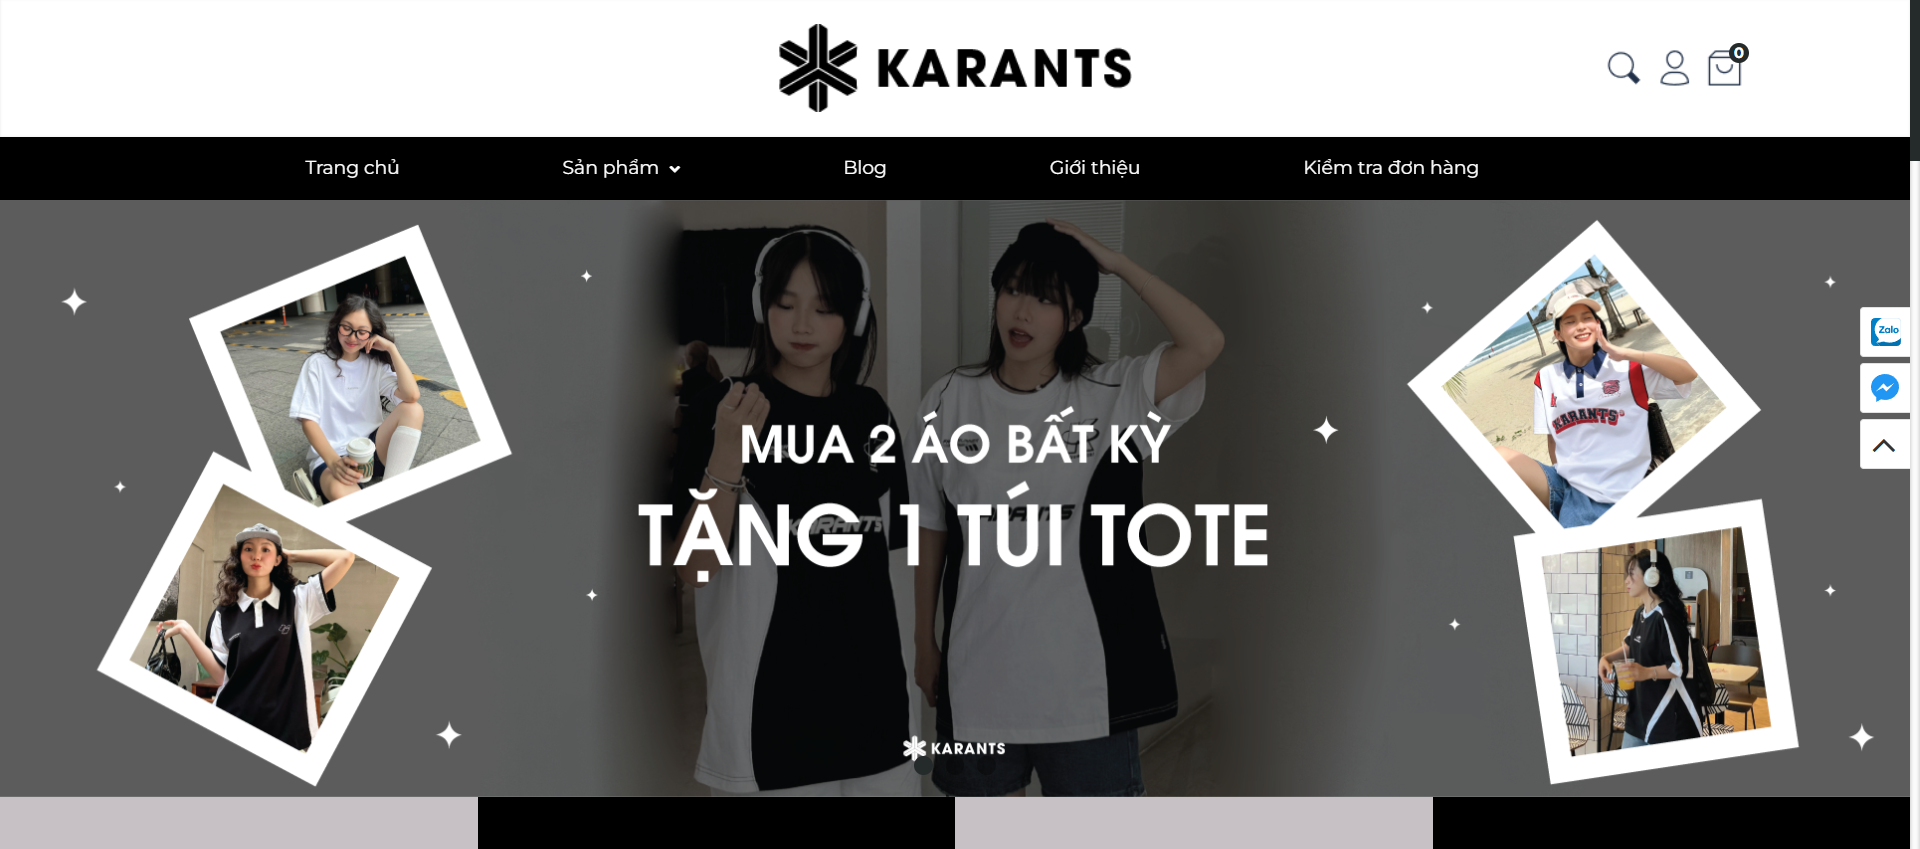 KARANTS
0
Trang chủ
Sản phẩm
Blog
Giới thiệu
Kiểm tra đơn hàng
Zalo
KARANTS
MUA 2 ÁO BẤT KỲ
TẶNG 1 TÚI TOTE
KARANTS